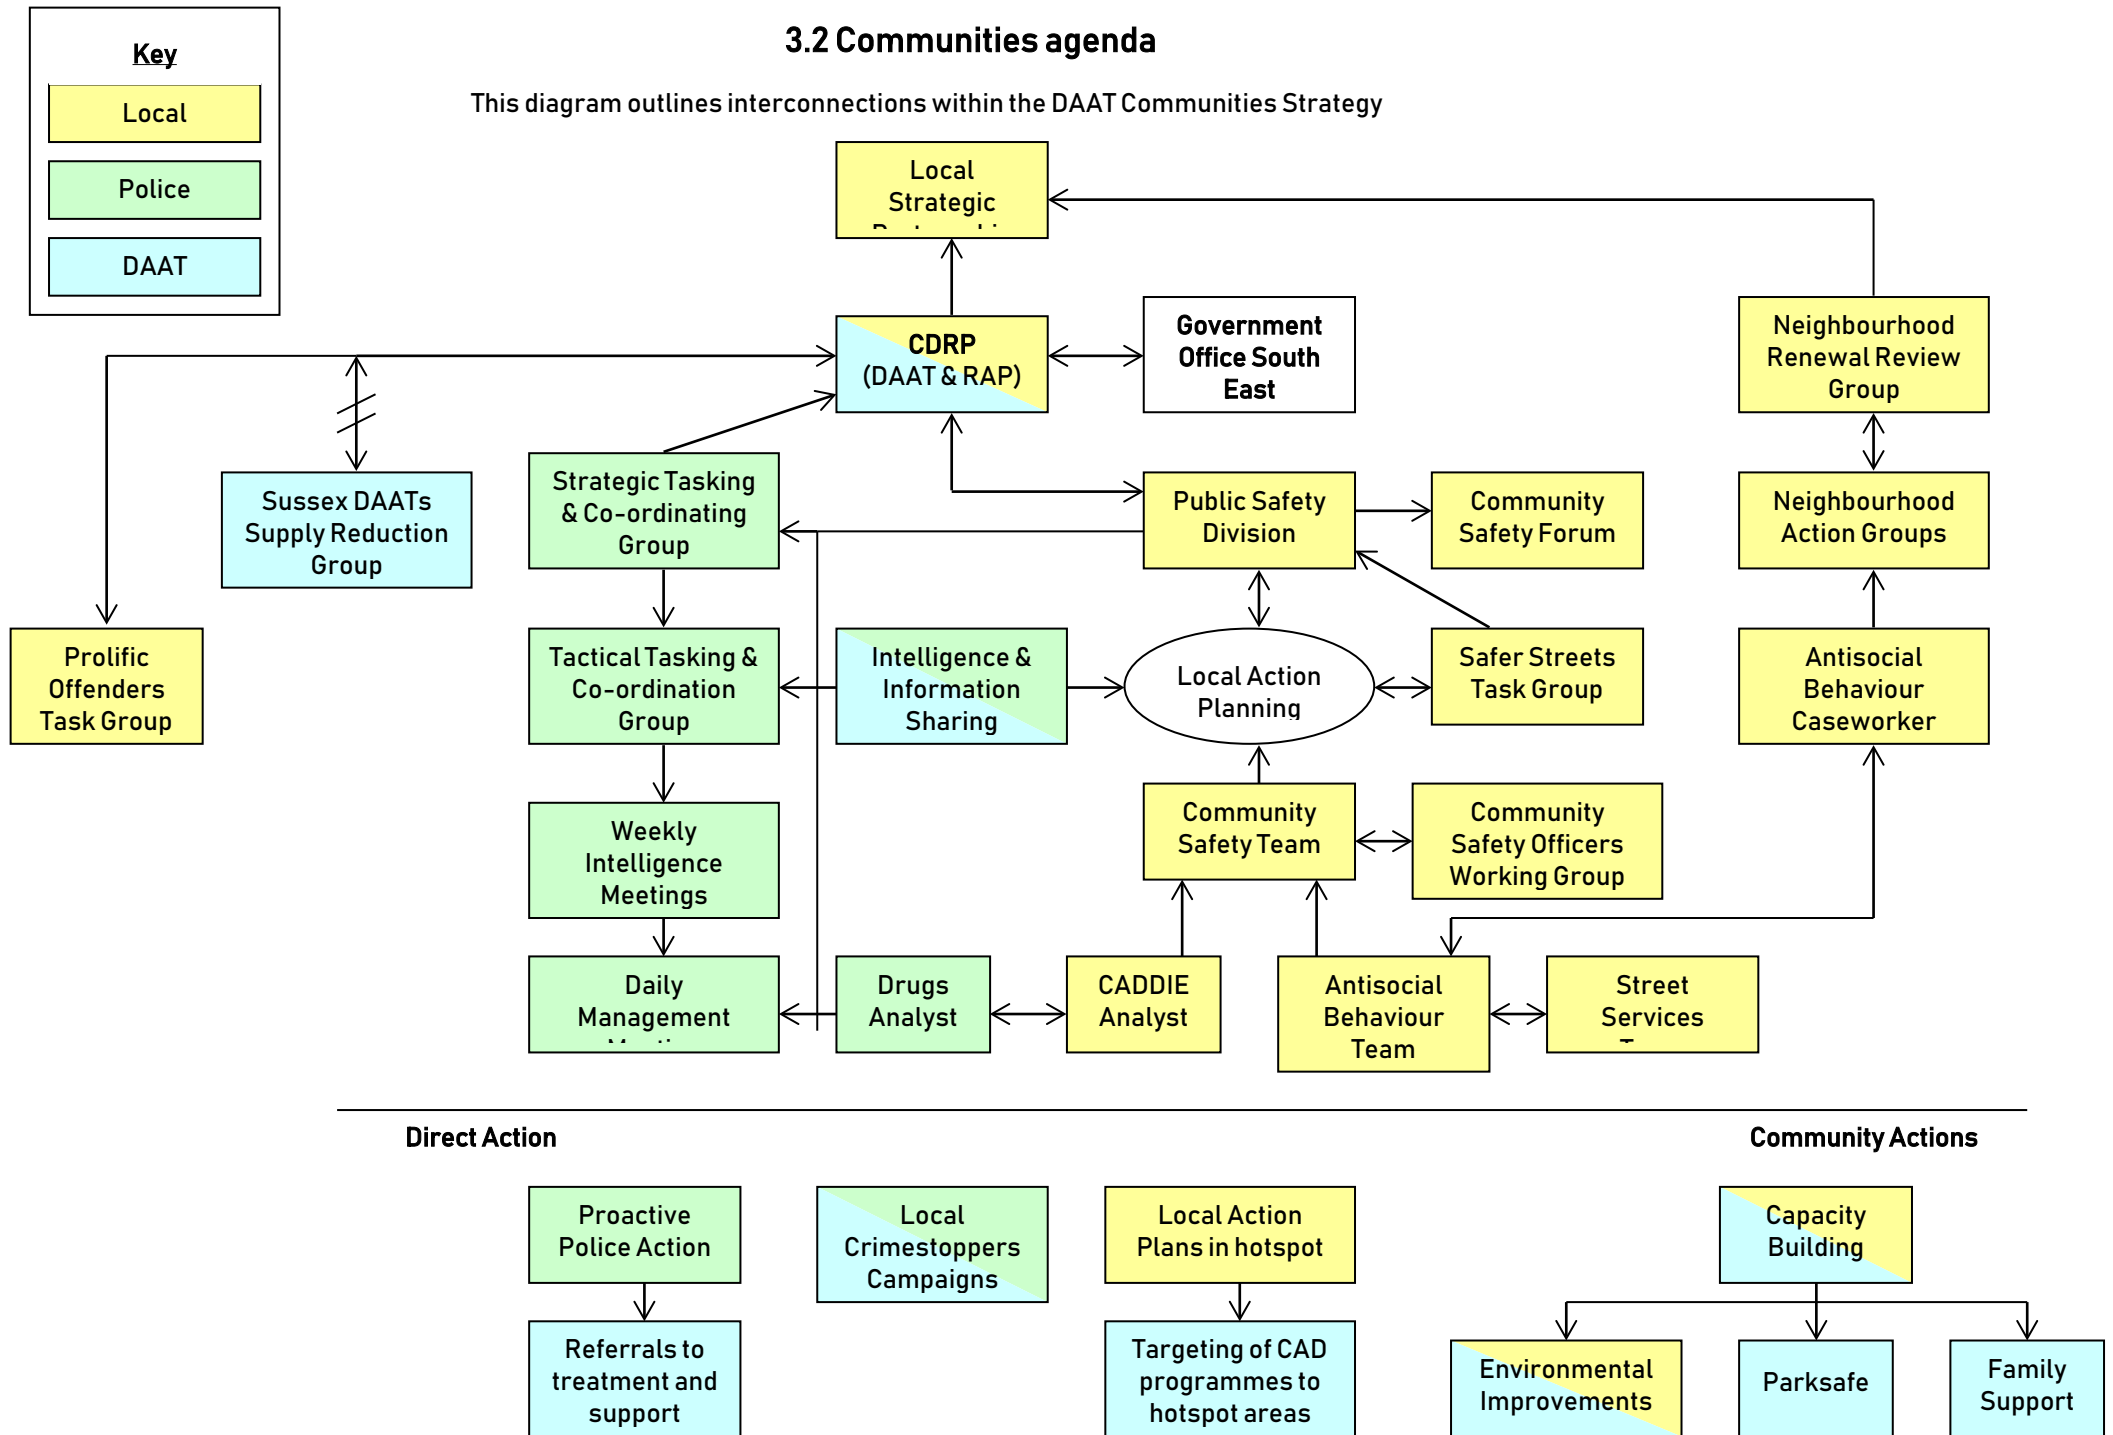 Key
Local
Police
DAAT
3.2 Communities agenda
This diagram outlines interconnections within the DAAT Communities Strategy
Local
Strategic
CDRP
(DAAT & RAP)
Government
Office South
East
Neighbourhood
Renewal Review
Group
Sussex DAATs
Supply Reduction
Group
Strategic Tasking
& Co-ordinating
Group
Public Safety
Division
Community
Safety Forum
Neighbourhood
Action Groups
Prolific
Offenders
Task Group
Tactical Tasking &
Co-ordination
Group
Intelligence &
Information
Sharing
Local Action
Planning
Safer Streets
Task Group
Antisocial
Behaviour
Caseworker
Weekly
Intelligence
Meetings
Community
Safety Team
Community
Safety Officers
Working Group
Daily
Management
Drugs
Analyst
CADDIE
Analyst
Antisocial
Behaviour
Team
Street
Services
Direct Action
Community Actions
Proactive
Police Action
Local
Crimestoppers
Campaigns
Local Action
Plans in hotspot
Capacity
Building
Referrals to
treatment and
support
Targeting of CAD
programmes to
hotspot areas
Environmental
Improvements
Parksafe
Family
Support